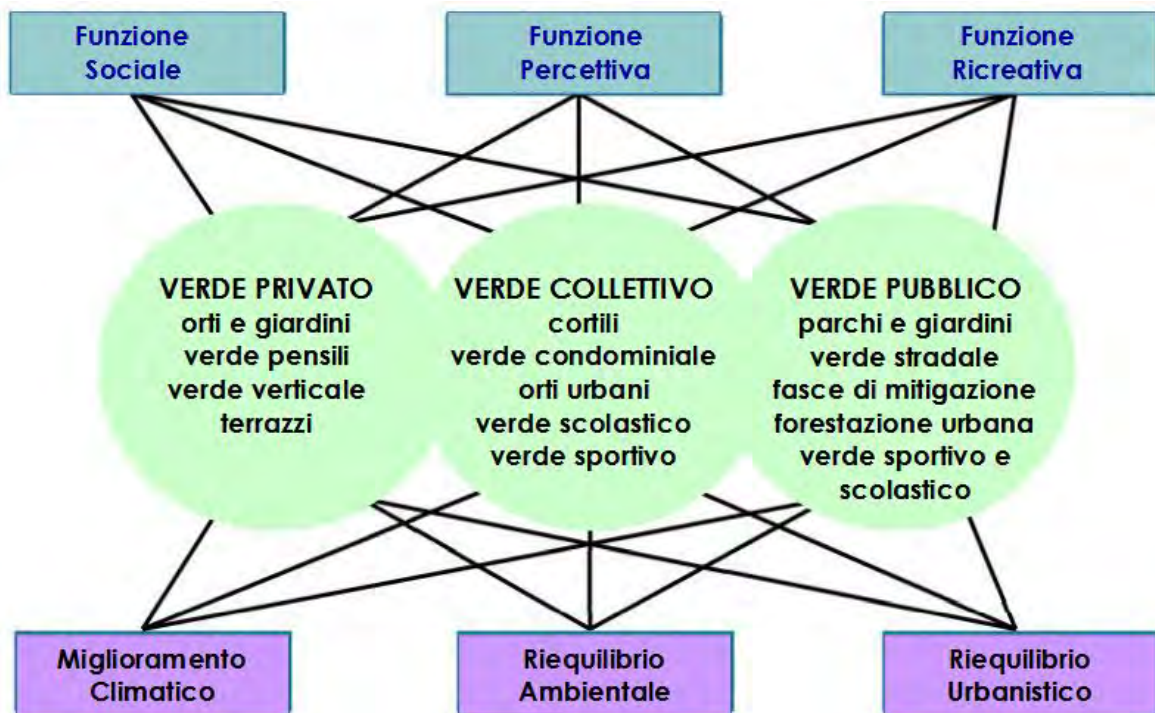 Funzione
Sociale
Funzione
Percettiva
Funzione
Ricreativa
VERDE PRIVATO
orti e giardini
verde pensili
verde verticale
terrazzi
VERDE COLLETTIVO
cortili
verde condominiale
orti urbani
verde scolastico
verde sportivo
VERDE PUBBLICO
parchi e giardini
verde stradale
fasce di mitigazione
forestazione urbana
verde sportivo e
scolastico
Miglioramento
Climatico
Riequilibrio
Ambientale
Riequilibrio
Urbanistico